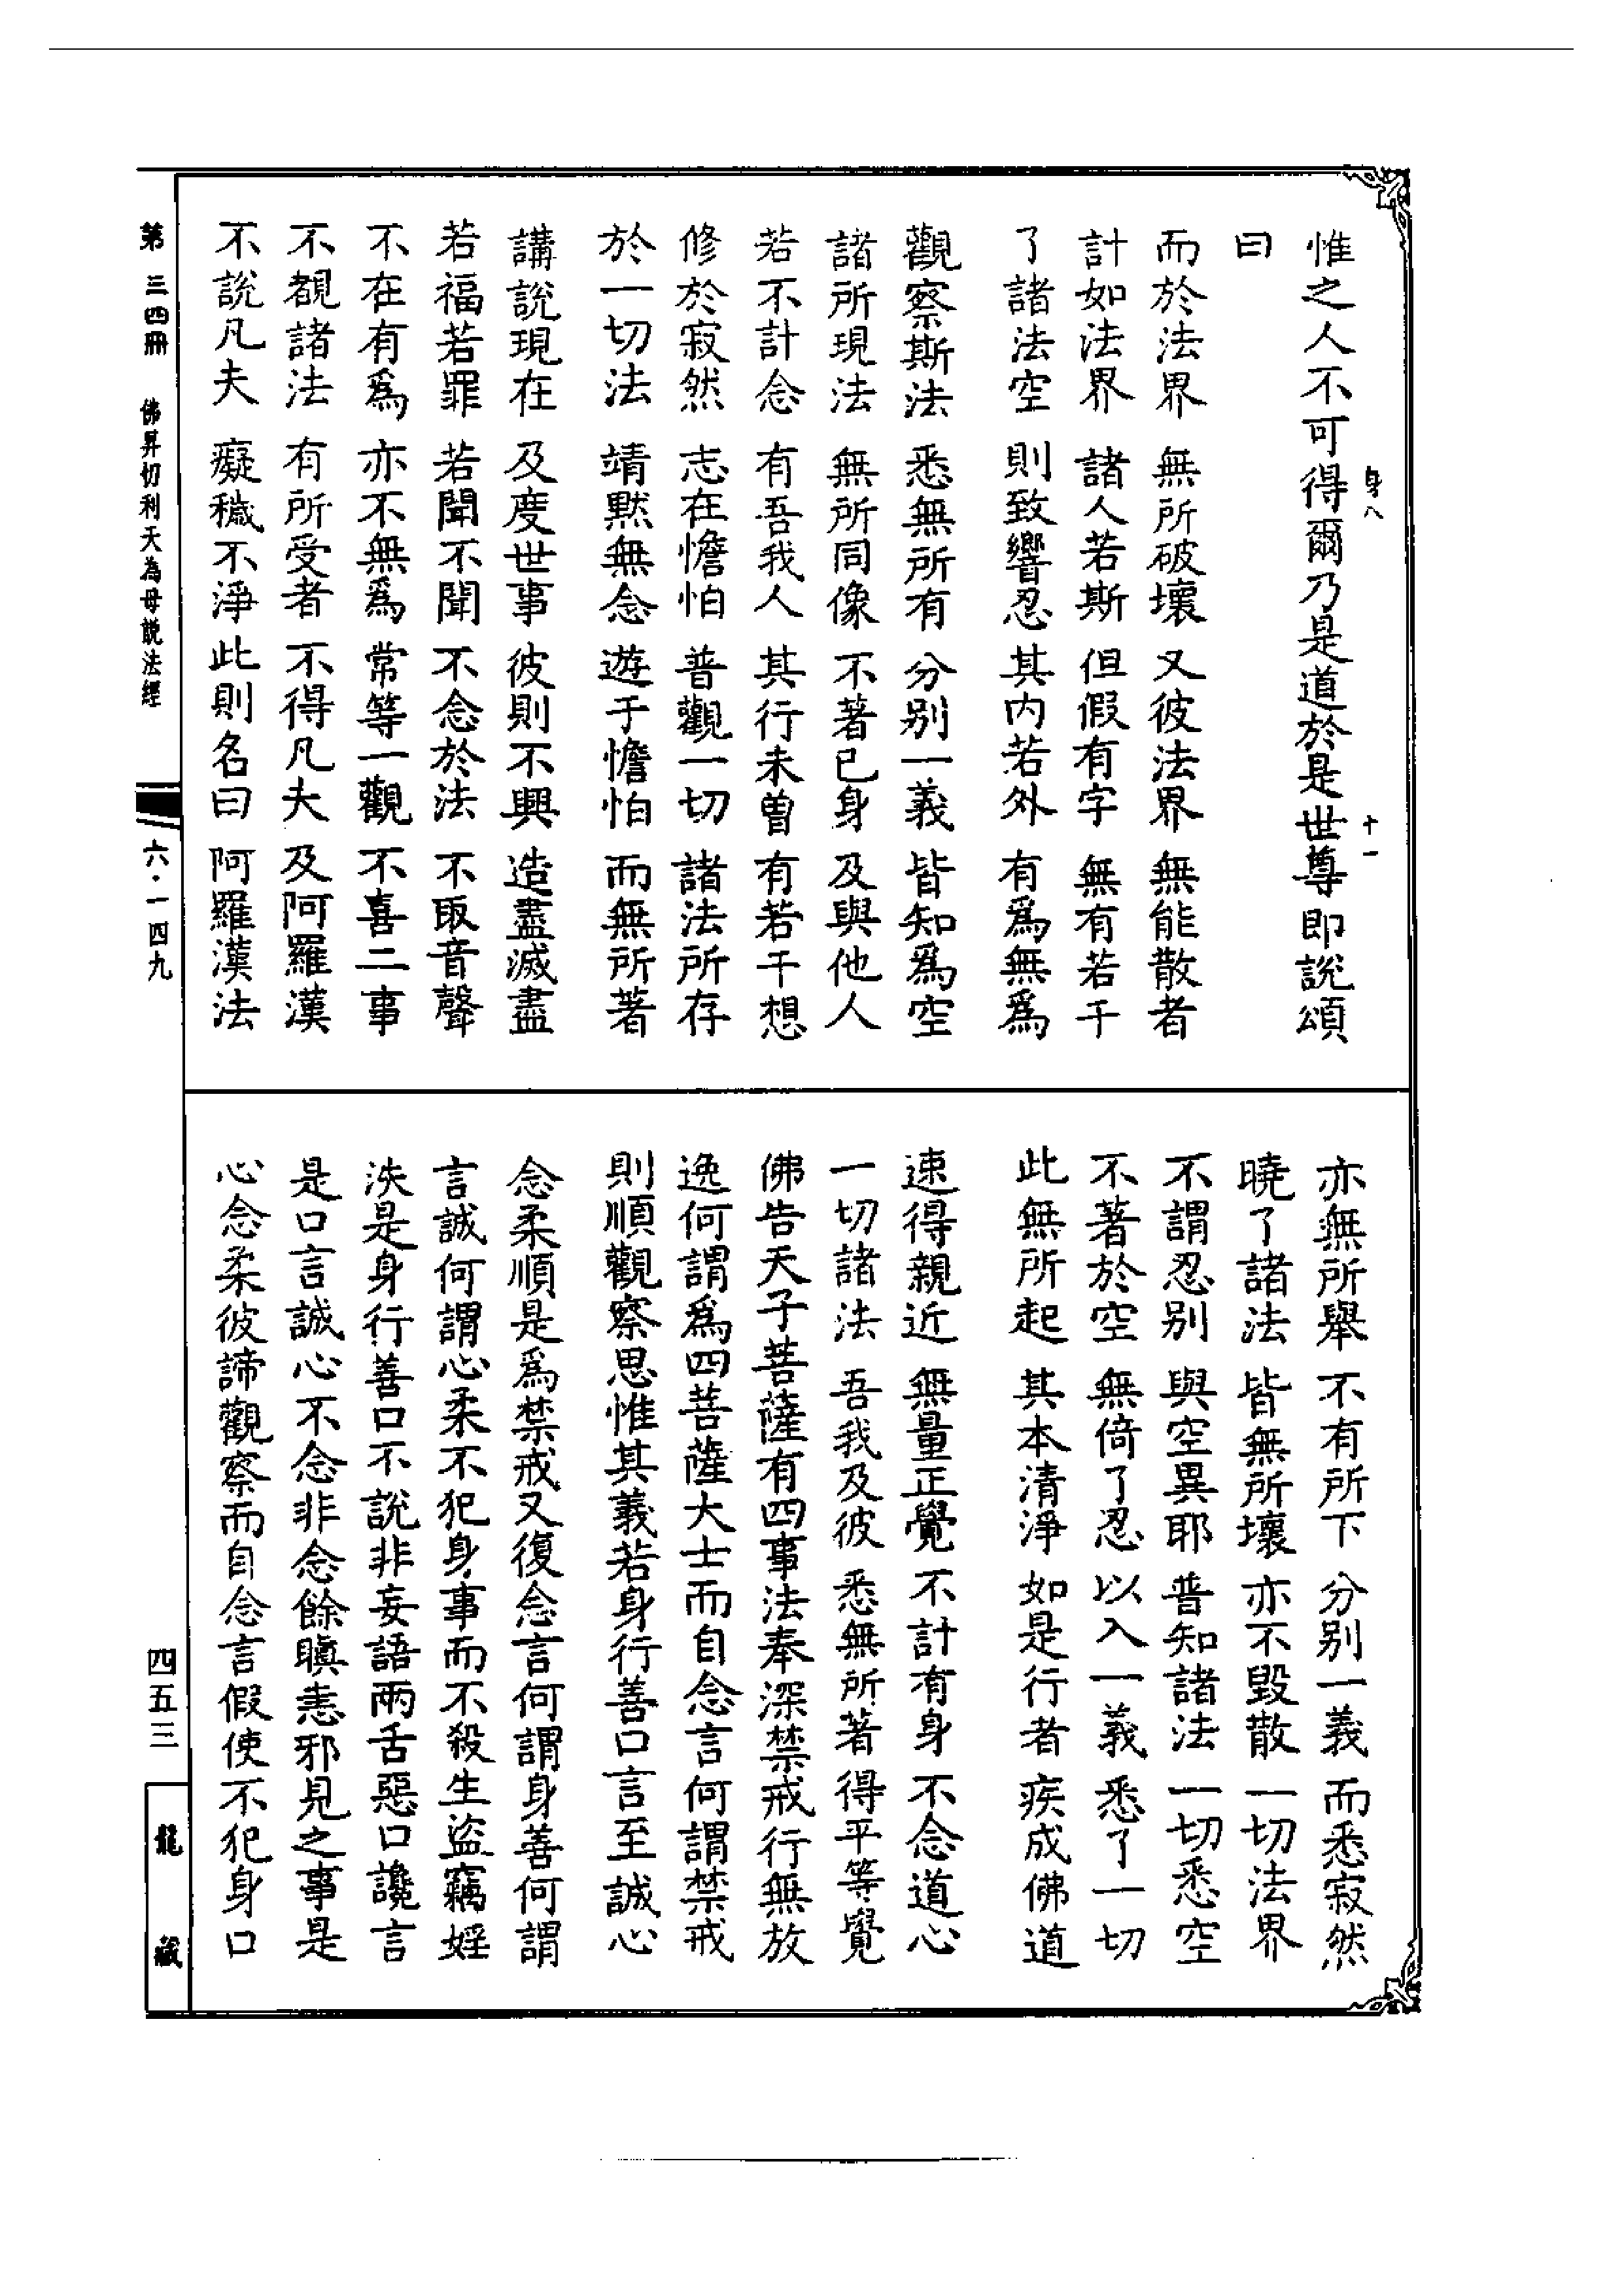 惟之人不可得爾乃是道於是世尊即說頌
曰
而於法界 無所破壞 又彼法界 無能散者
計如法界 諸人若斯 但假有字 無有若干
了諸法空 則致響忍 其内若外 有爲無爲
觀察斯法 悉無所有 分別一義 皆知爲空
諸所現法 無所同像 不著已身 及與他人
若不計念 有吾我人 其行未曾 有若干想
修於寂然 志在憺怕 普觀一切 諸法所存
於一切法 靖黙無念 遊于憺怕 而無所著
講說現在 及度世事 彼則不興 造盡滅盡
若福若罪 若聞不聞 不念於法 不取音聲
不在有爲 亦不無爲 常等一觀 不喜二事
不覩諸法 有所受者 不得凡夫 及阿羅漢
不說凡夫 癡穢不淨 此則名曰 阿羅漢法
亦無所舉 不有所下 分別一義 而悉寂然
曉了諸法 皆無所壞 亦不毀散 一切法界
不謂忍別 與空異耶 普知諸法 一切悉空
不著於空 無倚了忍 以入一義 悉了一切
此無所起 其本清淨 如是行者 疾成佛道
速得親近 無量正覺 不計有身 不念道心
一切諸法 吾我及彼 悉無所著 得平等覺
佛告天子菩薩有四事法奉深禁戒行無放
逸何謂爲四菩薩大士而自念言何謂禁戒
則順觀察思惟其義若身行善口言至誠心
念柔順是爲禁戒又復念言何謂身善何謂
言誠何謂心柔不犯身事而不殺生盜竊婬
泆是身行善口不說非妄語兩舌惡口讒言
是口言誠心不念非念餘瞋恚邪見之事是
心念柔彼諦觀察而自念言假使不犯身口
身八
十一
第三四冊 佛昇忉利天為母説法經
六·一四九
四五三
龍藏